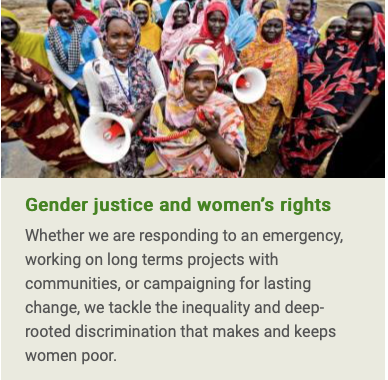 Gender justice and women’s rights
Whether we are responding to an emergency,
working on long terms projects with
communities, or campaigning for lasting
change, we tackle the inequality and deep-
rooted discrimination that makes and keeps
women poor.